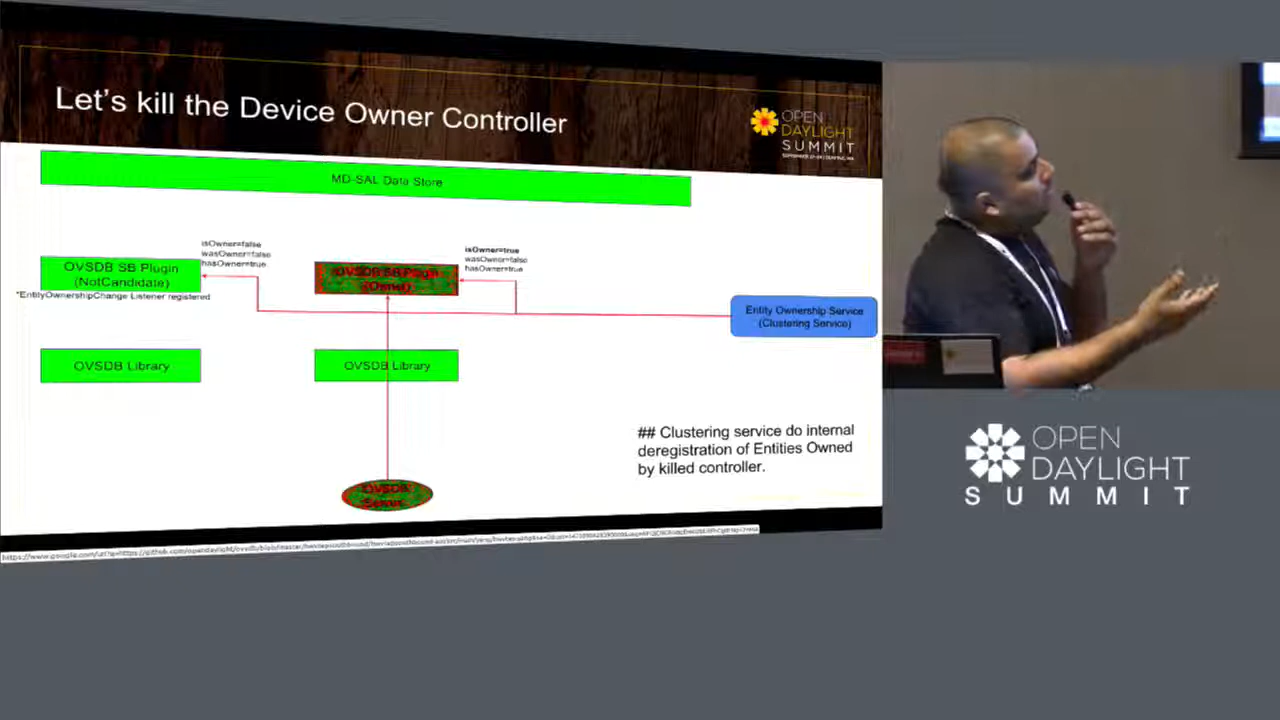 Let's kill the Device Owner Controller
OPEN
DAYLIGHT
SUMMIT
MD-SAL Data Store
isOwner=false
wasOwner=false
hasOwner=true
isOwner=true
wasOwner=false
hasOwner=true
OVSDB SB Plugin
(NotCandidate)
*EntityOwnershipChange Listener registered
OVSDB SB Plugin
(Owner)
Entity Ownership Service
(Clustering Service)
OVSDB Library
OVSDB Library
## Clustering service do internal
deregistration of Entities Owned
by killed controller.
OVSDB
OPEN
DAYLIGHT
SUMMIT